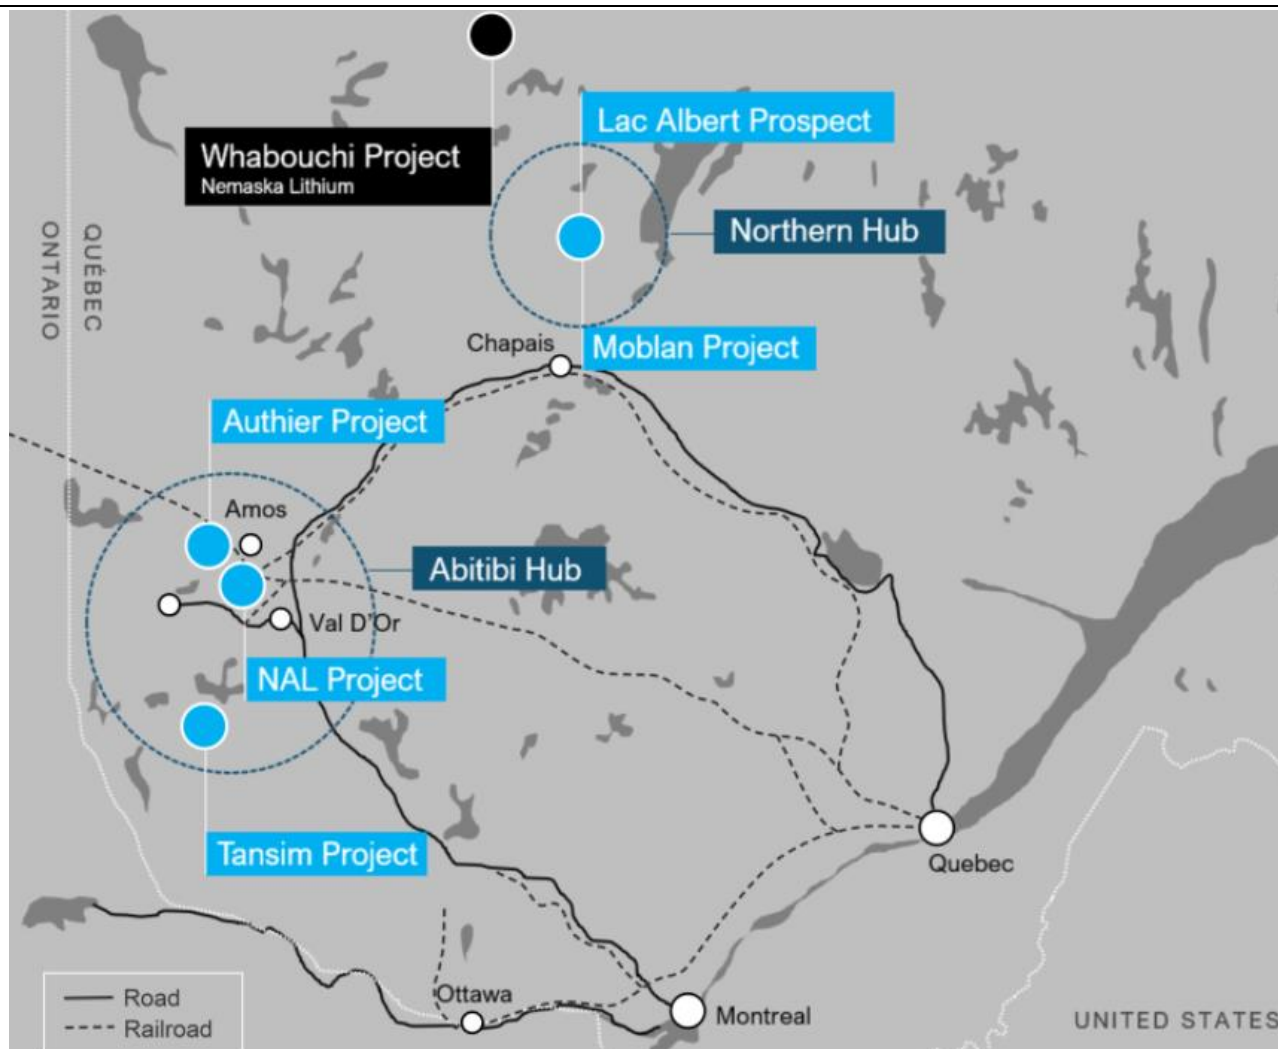 Lac Albert Prospect
Whabouchi Project
Nemaska Lithium
Northern Hub
QUÉBEC
ONTARIO
Chapais
Moblan Project
Authier Project
Amos
Abitibi Hub
Val D'Or
NAL Project
Tansim Project
Quebec
Ottawa
Montreal
Road
Railroad
UNITED STATES